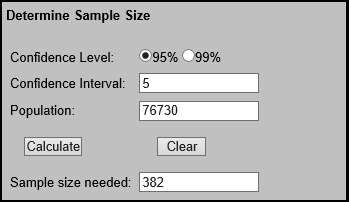 Determine Sample Size
Confidence Level: 95% 99%
Confidence Interval: 5
Population: 76730
Calculate Clear
Sample size needed: 382